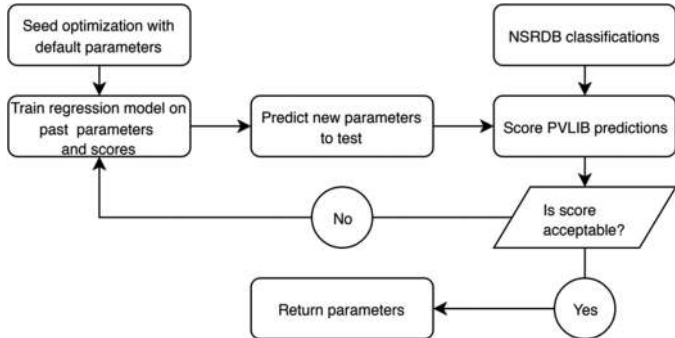 Seed optimization with
default parameters
NSRDB classifications
Train regression model on
past parameters
and scores
Predict new parameters
to test
Score PVLIB predictions
No
Is score
acceptable?
Return parameters
Yes